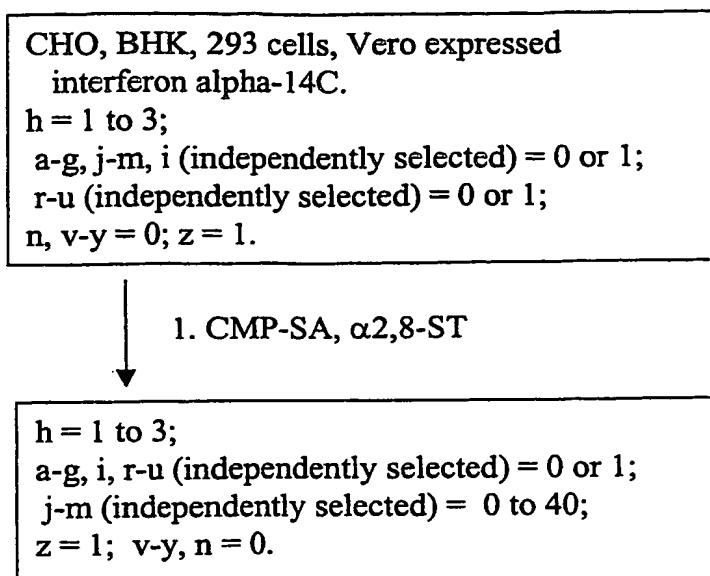 CHO, BHK, 293 cells, Vero expressed
interferon alpha-14C.
h = 1 to 3;
a-g, j-m, i (independently selected) = 0 or 1;
r-u (independently selected) = 0 or 1;
n, v-y = 0; z = 1.
1. CMP-SA, α2,8-ST
h = 1 to 3;
a-g, i, r-u (independently selected) = 0 or 1;
j-m (independently selected) = 0 to 40;
z = 1; v-y, n = 0.